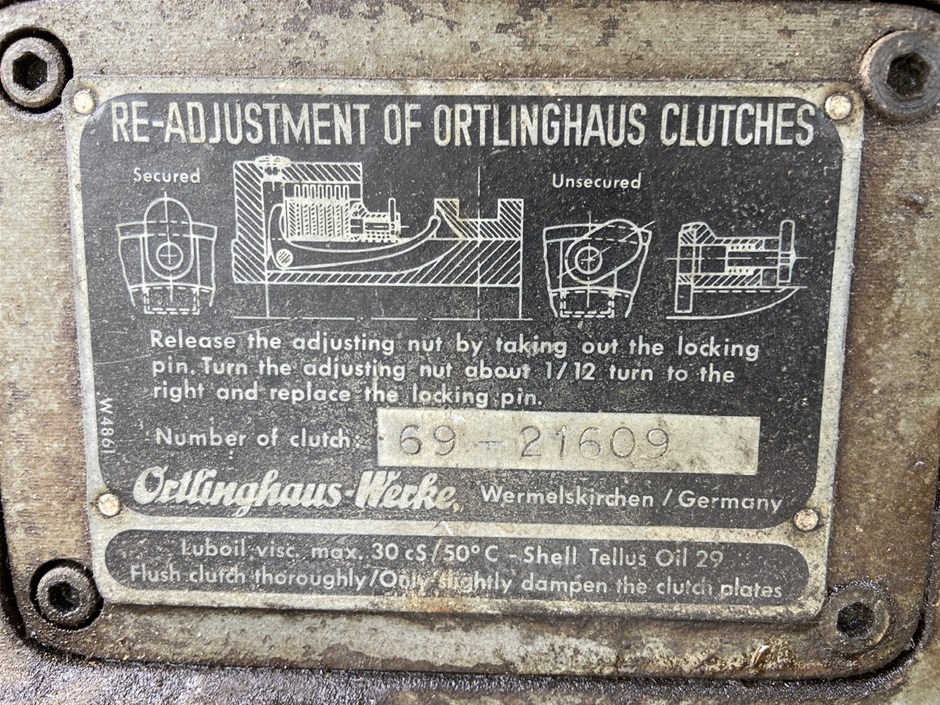 RE-ADJUSTMENT OF ORTLINGHAUS CLUTCHES
Secured
Unsecured
Release the adjusting nut by taking out the locking
pin. Turn the adjusting nut about 1/12 turn to the
right and replace the locking pin.
W4861
Number of clutch: 69-21609
Ortlinghaus-Werke, Wermelskirchen / Germany
Luboil visc. max. 30 cS/50°C - Shell Tellus Oil 29
Flush clutch thoroughly/Only slightly dampen the clutch plates